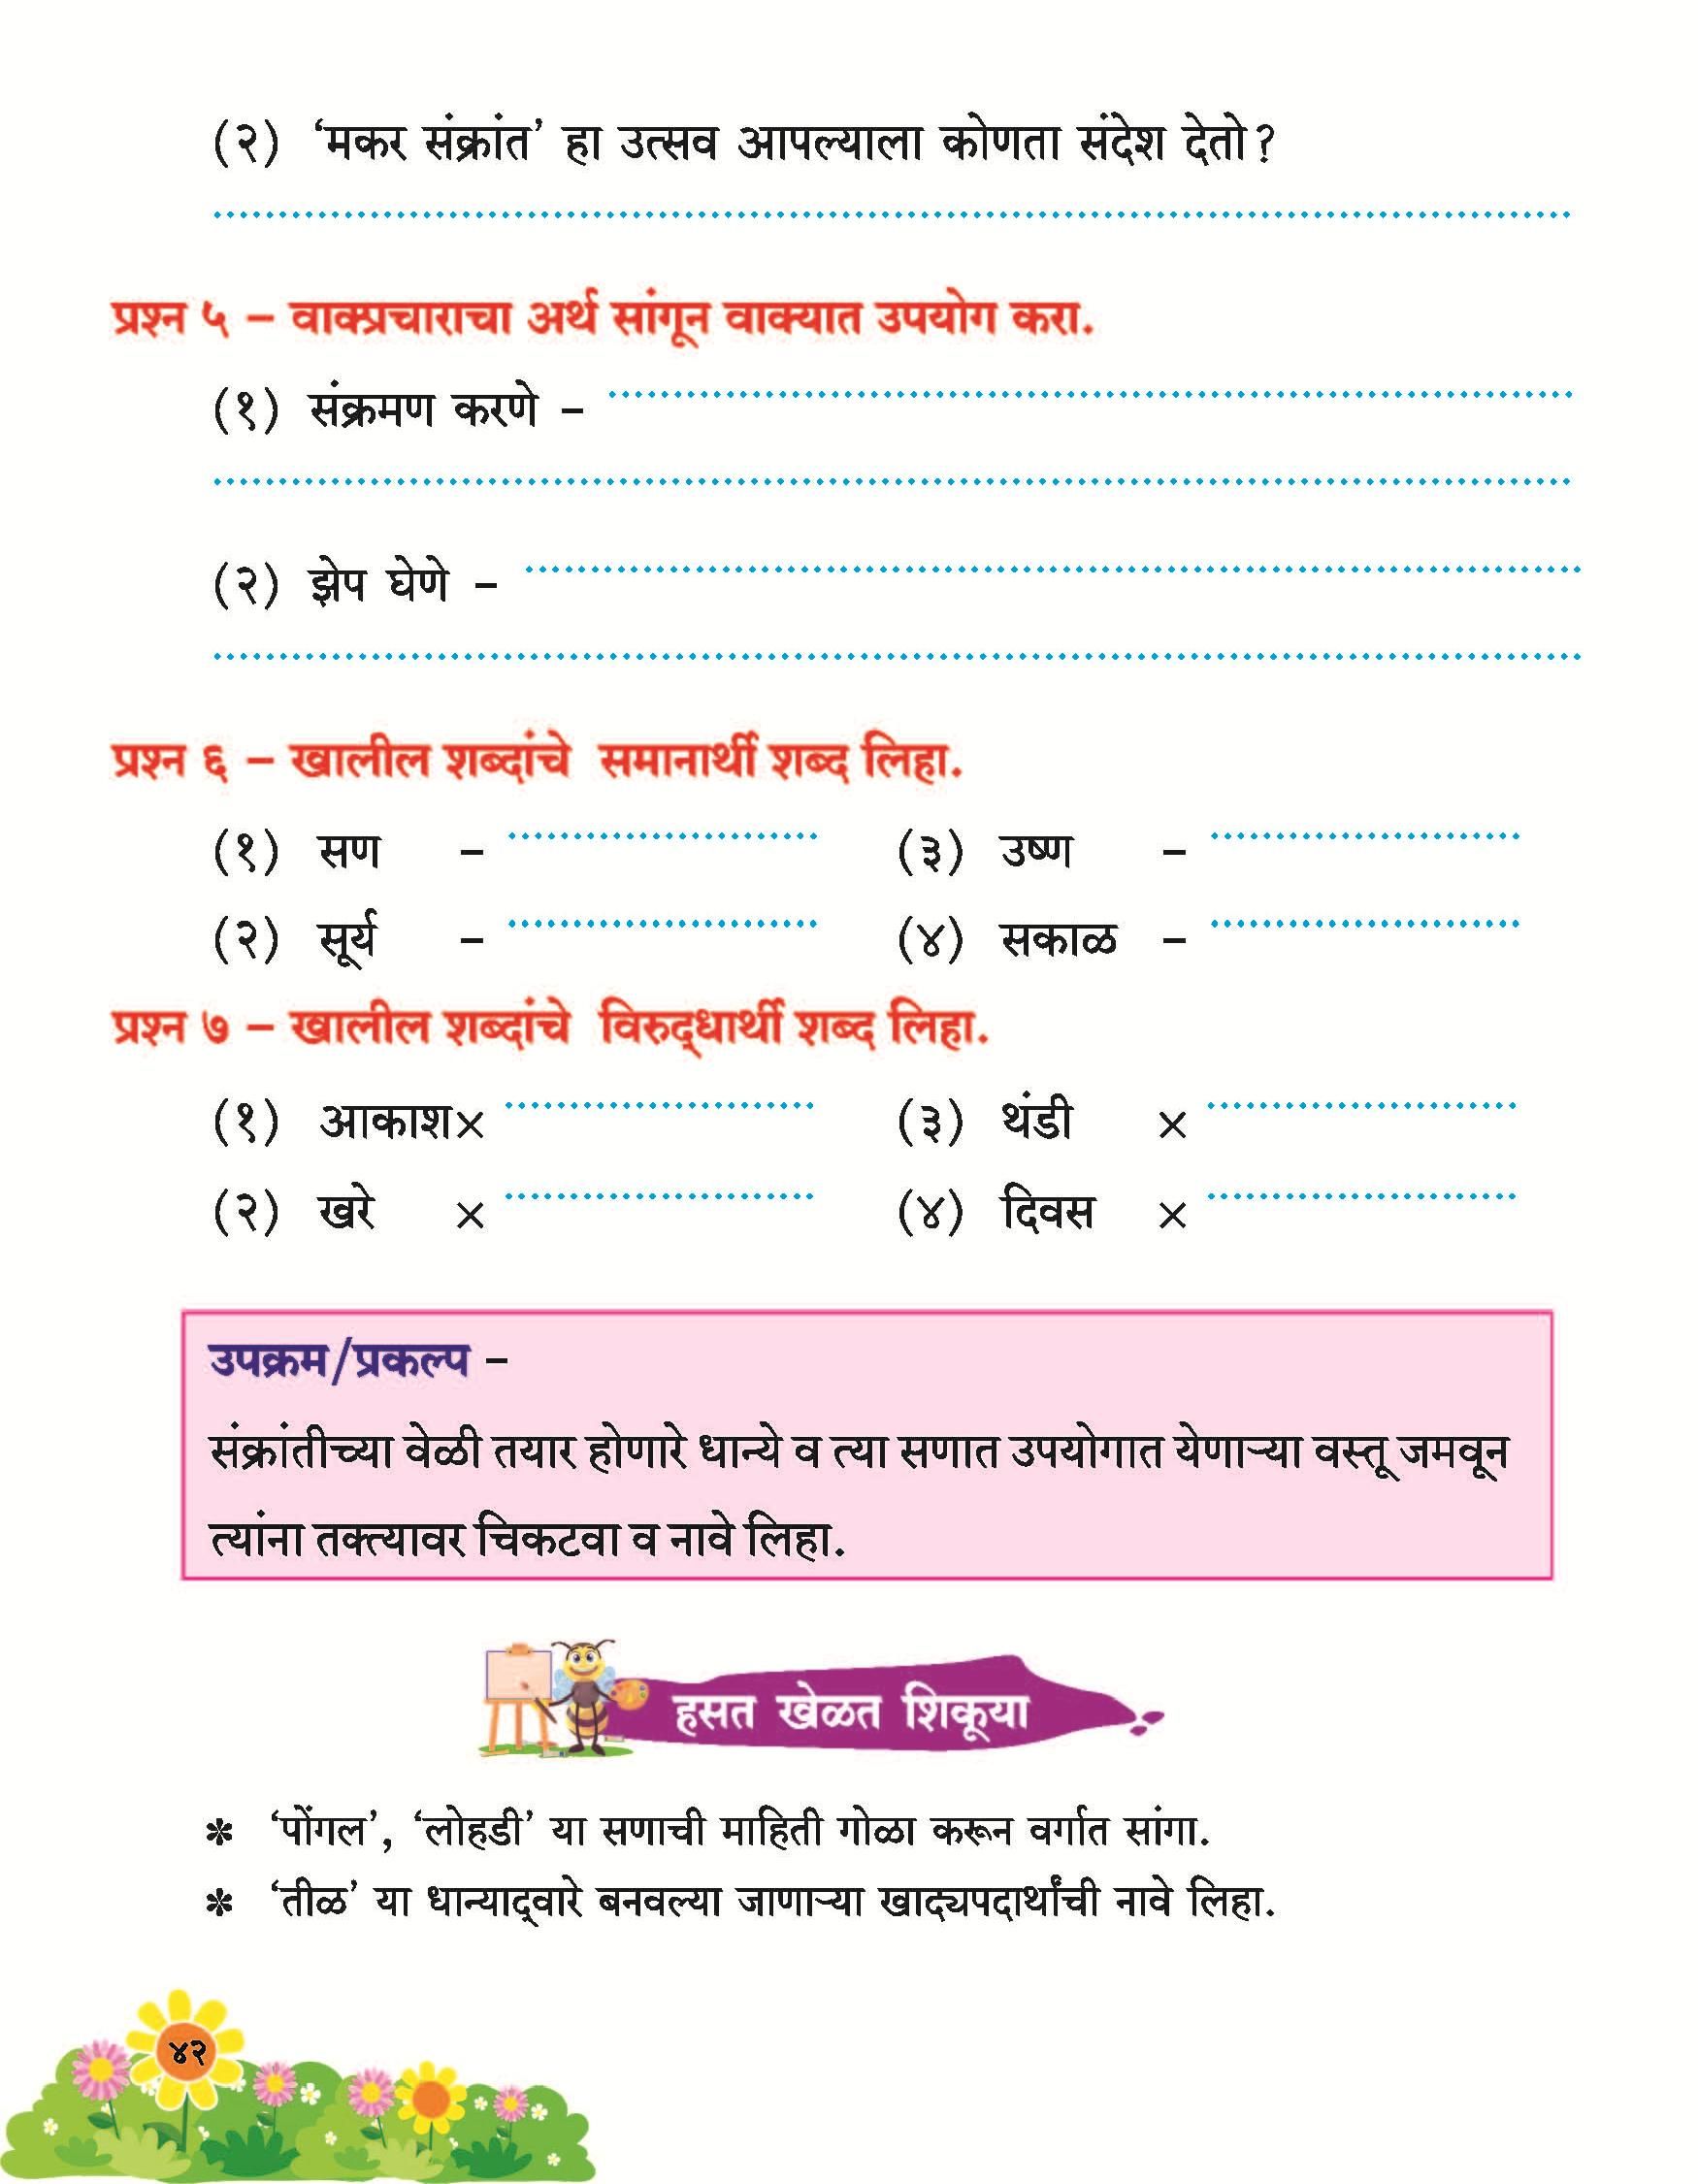 (२) ‘मकर संक्रांत’ हा उत्सव आपल्याला कोणता संदेश देतो?
प्रश्न ५ – वाक्प्रचाराचा अर्थ सांगून वाक्यात उपयोग करा.
(१) संक्रमण करणे –
(२) झेप घेणे –
प्रश्न ६ – खालील शब्दांचे समानार्थी शब्द लिहा.
(१) सण – (३) उष्ण –
(२) सूर्य – (४) सकाळ –
प्रश्न ७ – खालील शब्दांचे विरुद्धार्थी शब्द लिहा.
(१) आकाश× (३) थंडी ×
(२) खरे × (४) दिवस ×
उपक्रम/प्रकल्प –
संक्रांतीच्या वेळी तयार होणारे धान्ये व त्या सणात उपयोगात येणाऱ्या वस्तू जमवून
त्यांना तक्त्यावर चिकटवा व नावे लिहा.
हसत खेळत शिकूया
✽ ‘पोंगल’, ‘लोहडी’ या सणाची माहिती गोळा करून वर्गात सांगा.
✽ ‘तीळ’ या धान्याद्वारे बनवल्या जाणाऱ्या खाद्यपदार्थांची नावे लिहा.
४२